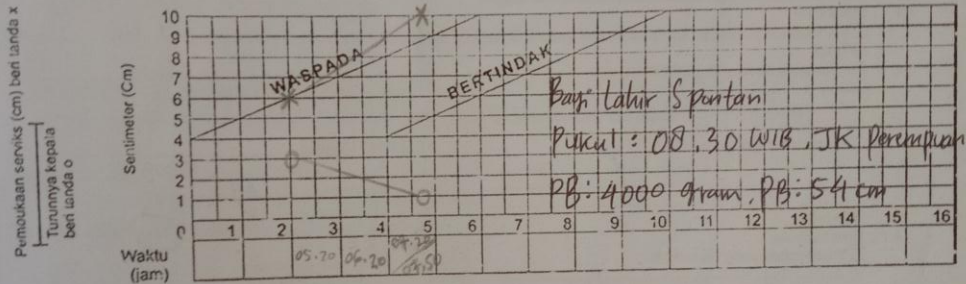 Pembukaan serviks (cm) beri tanda x
Turunnya kepala
beri tanda o
Sentimeter (Cm)
10
9
8
7
6
5
4
3
2
1
0
WASPADA
BERTINDAK
Bayi lahir Spontan
Pukul : 08.30 WIB, JK Perempuan
PB: 4000 gram, PB: 54 cm
1 2 3 4 5 6 7 8 9 10 11 12 13 14 15 16
Waktu
(jam)
05.20 06.20